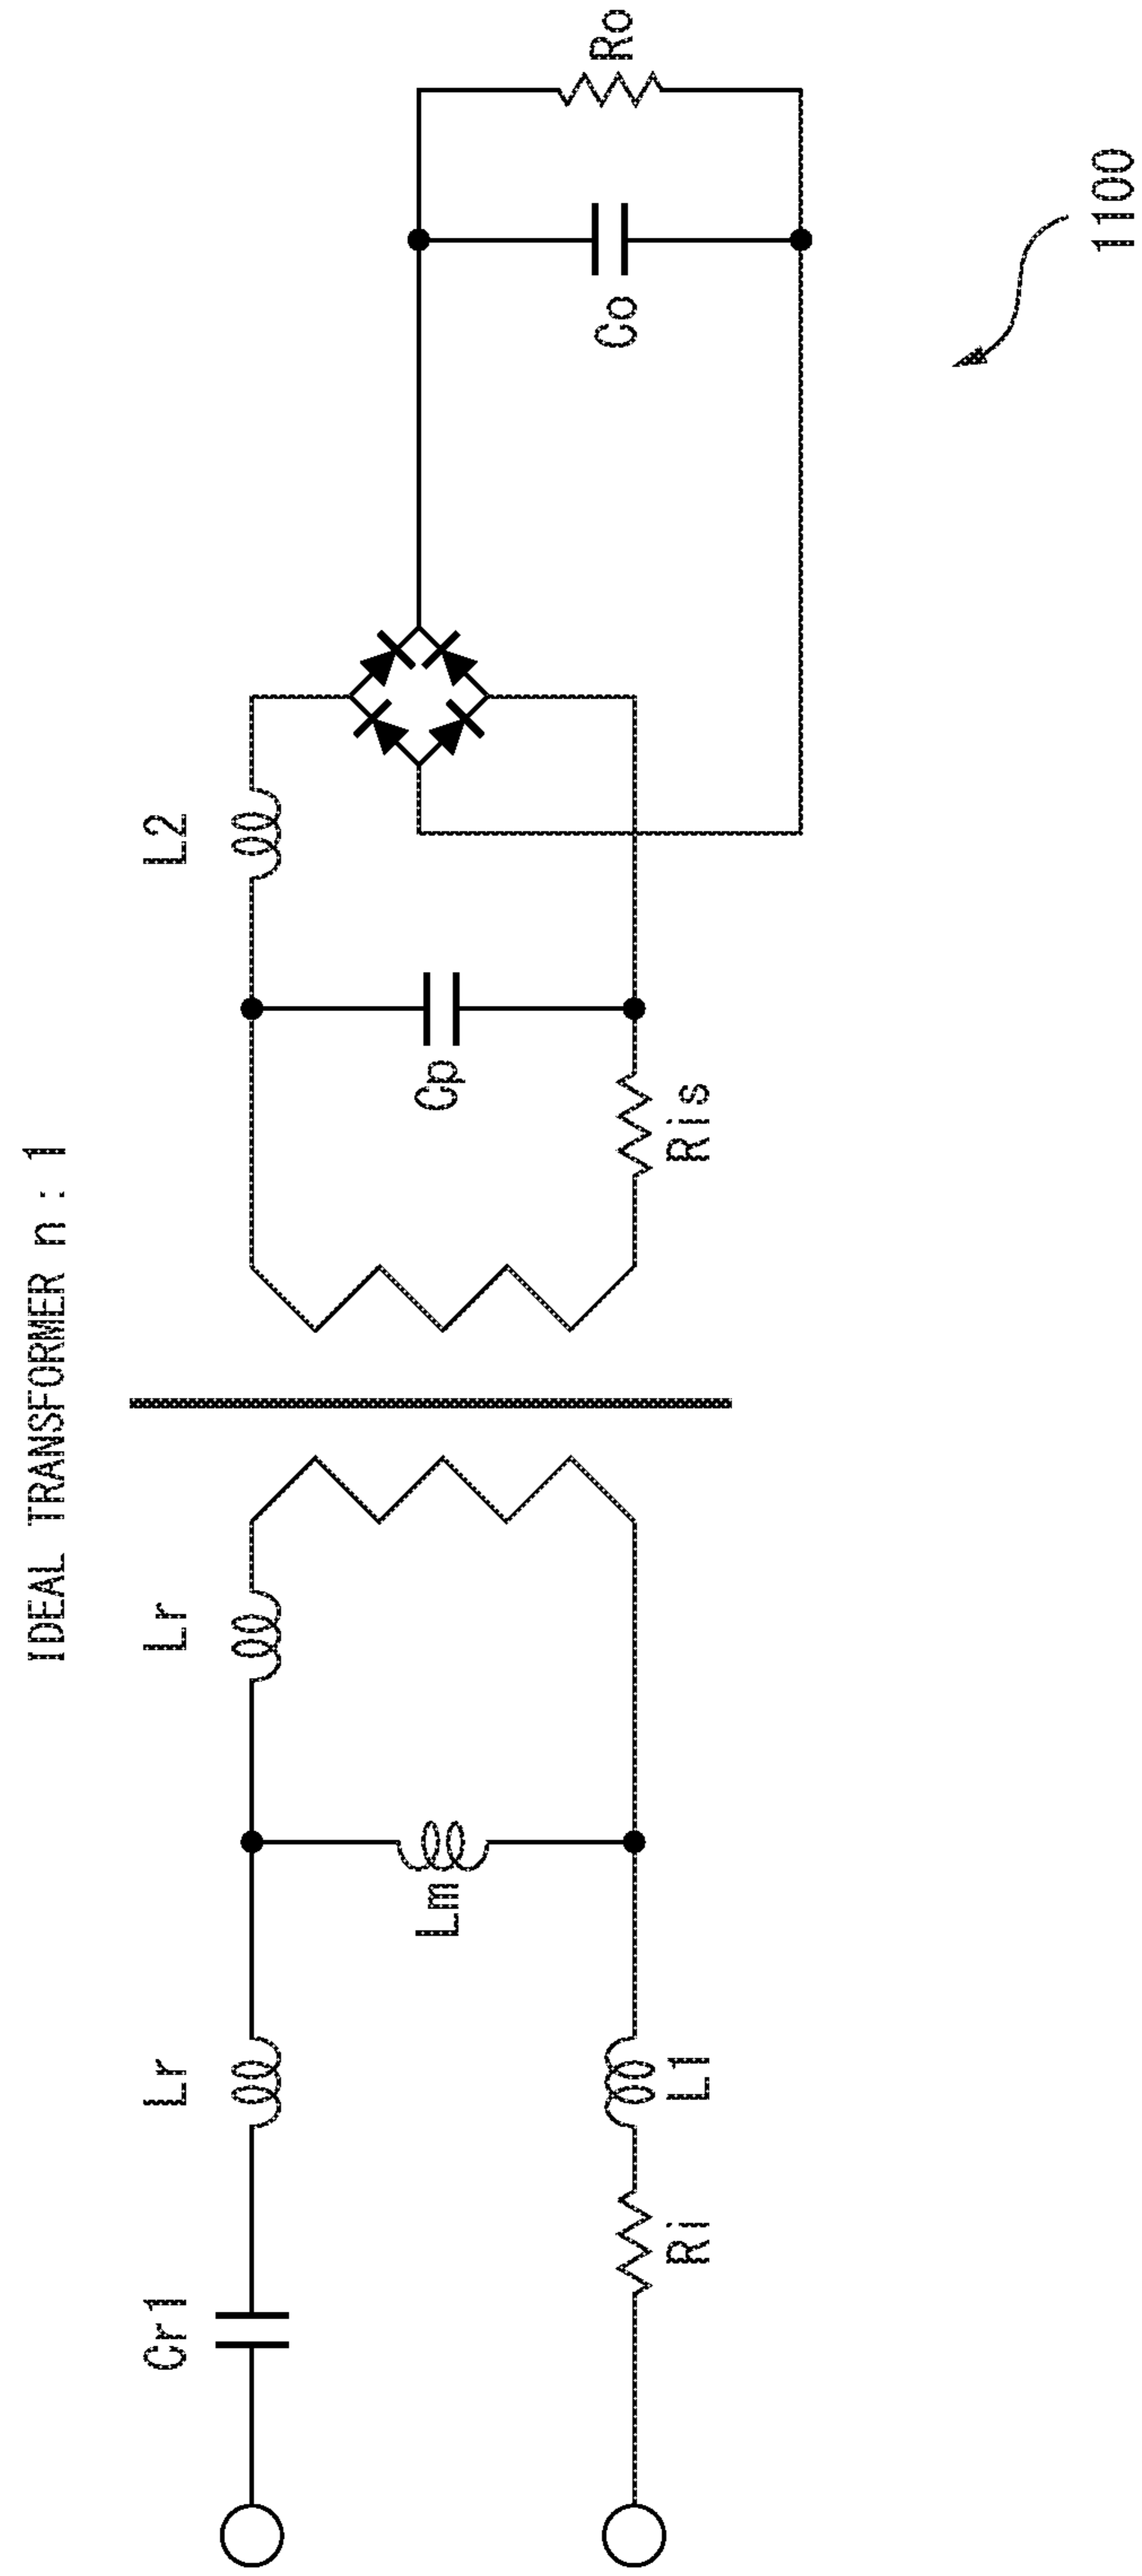 IDEAL TRANSFORMER n : 1
Cr1
Lr
Lr
L2
Ri
L1
Lm
Ris
Cp
Co
Ro
1100